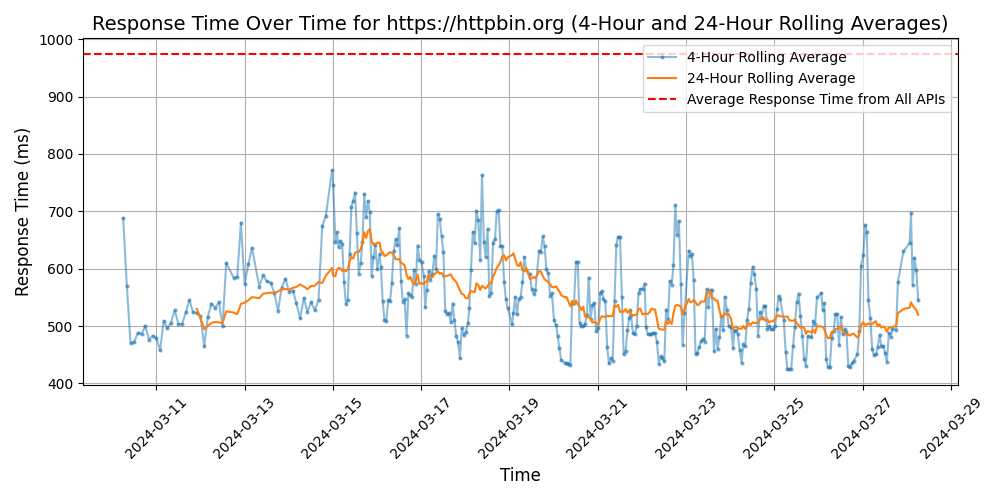 Response Time Over Time for https://httpbin.org (4-Hour and 24-Hour Rolling Averages)
1000
900
800
700
600
500
400
Response Time (ms)
4-Hour Rolling Average
24-Hour Rolling Average
Average Response Time from All APIs
2024-03-11
2024-03-13
2024-03-15
2024-03-17
2024-03-19
2024-03-21
2024-03-23
2024-03-25
2024-03-27
2024-03-29
Time